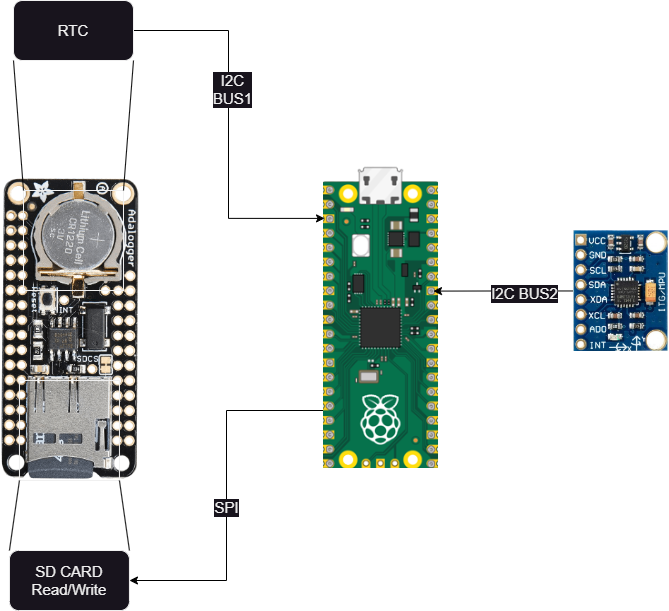 RTC
I2C
BUS1
Adalogger
Lithium Cell
CR1220
3V
+
INT
SDCS
I2C BUS2
VCC
GND
SCL
SDA
XDA
XCL
ADO
INT
ITG/MPU
SPI
SD CARD
Read/Write